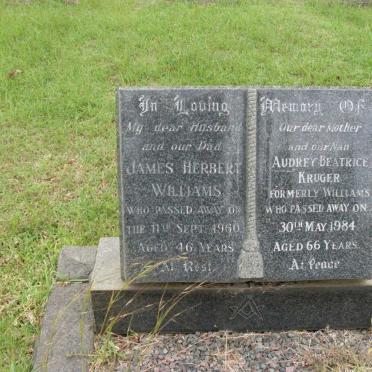 In Loving Memory Of
My dear Husband
and our Dad
JAMES HERBERT
WILLIAMS
WHO PASSED AWAY ON
THE 11TH SEPT. 1960
AGED 46 YEARS
At Rest.
Our dear Mother
and our Nan
AUDREY BEATRICE
KRUGER
FORMERLY WILLIAMS
WHO PASSED AWAY ON
30TH MAY 1984
AGED 66 YEARS.
At Peace